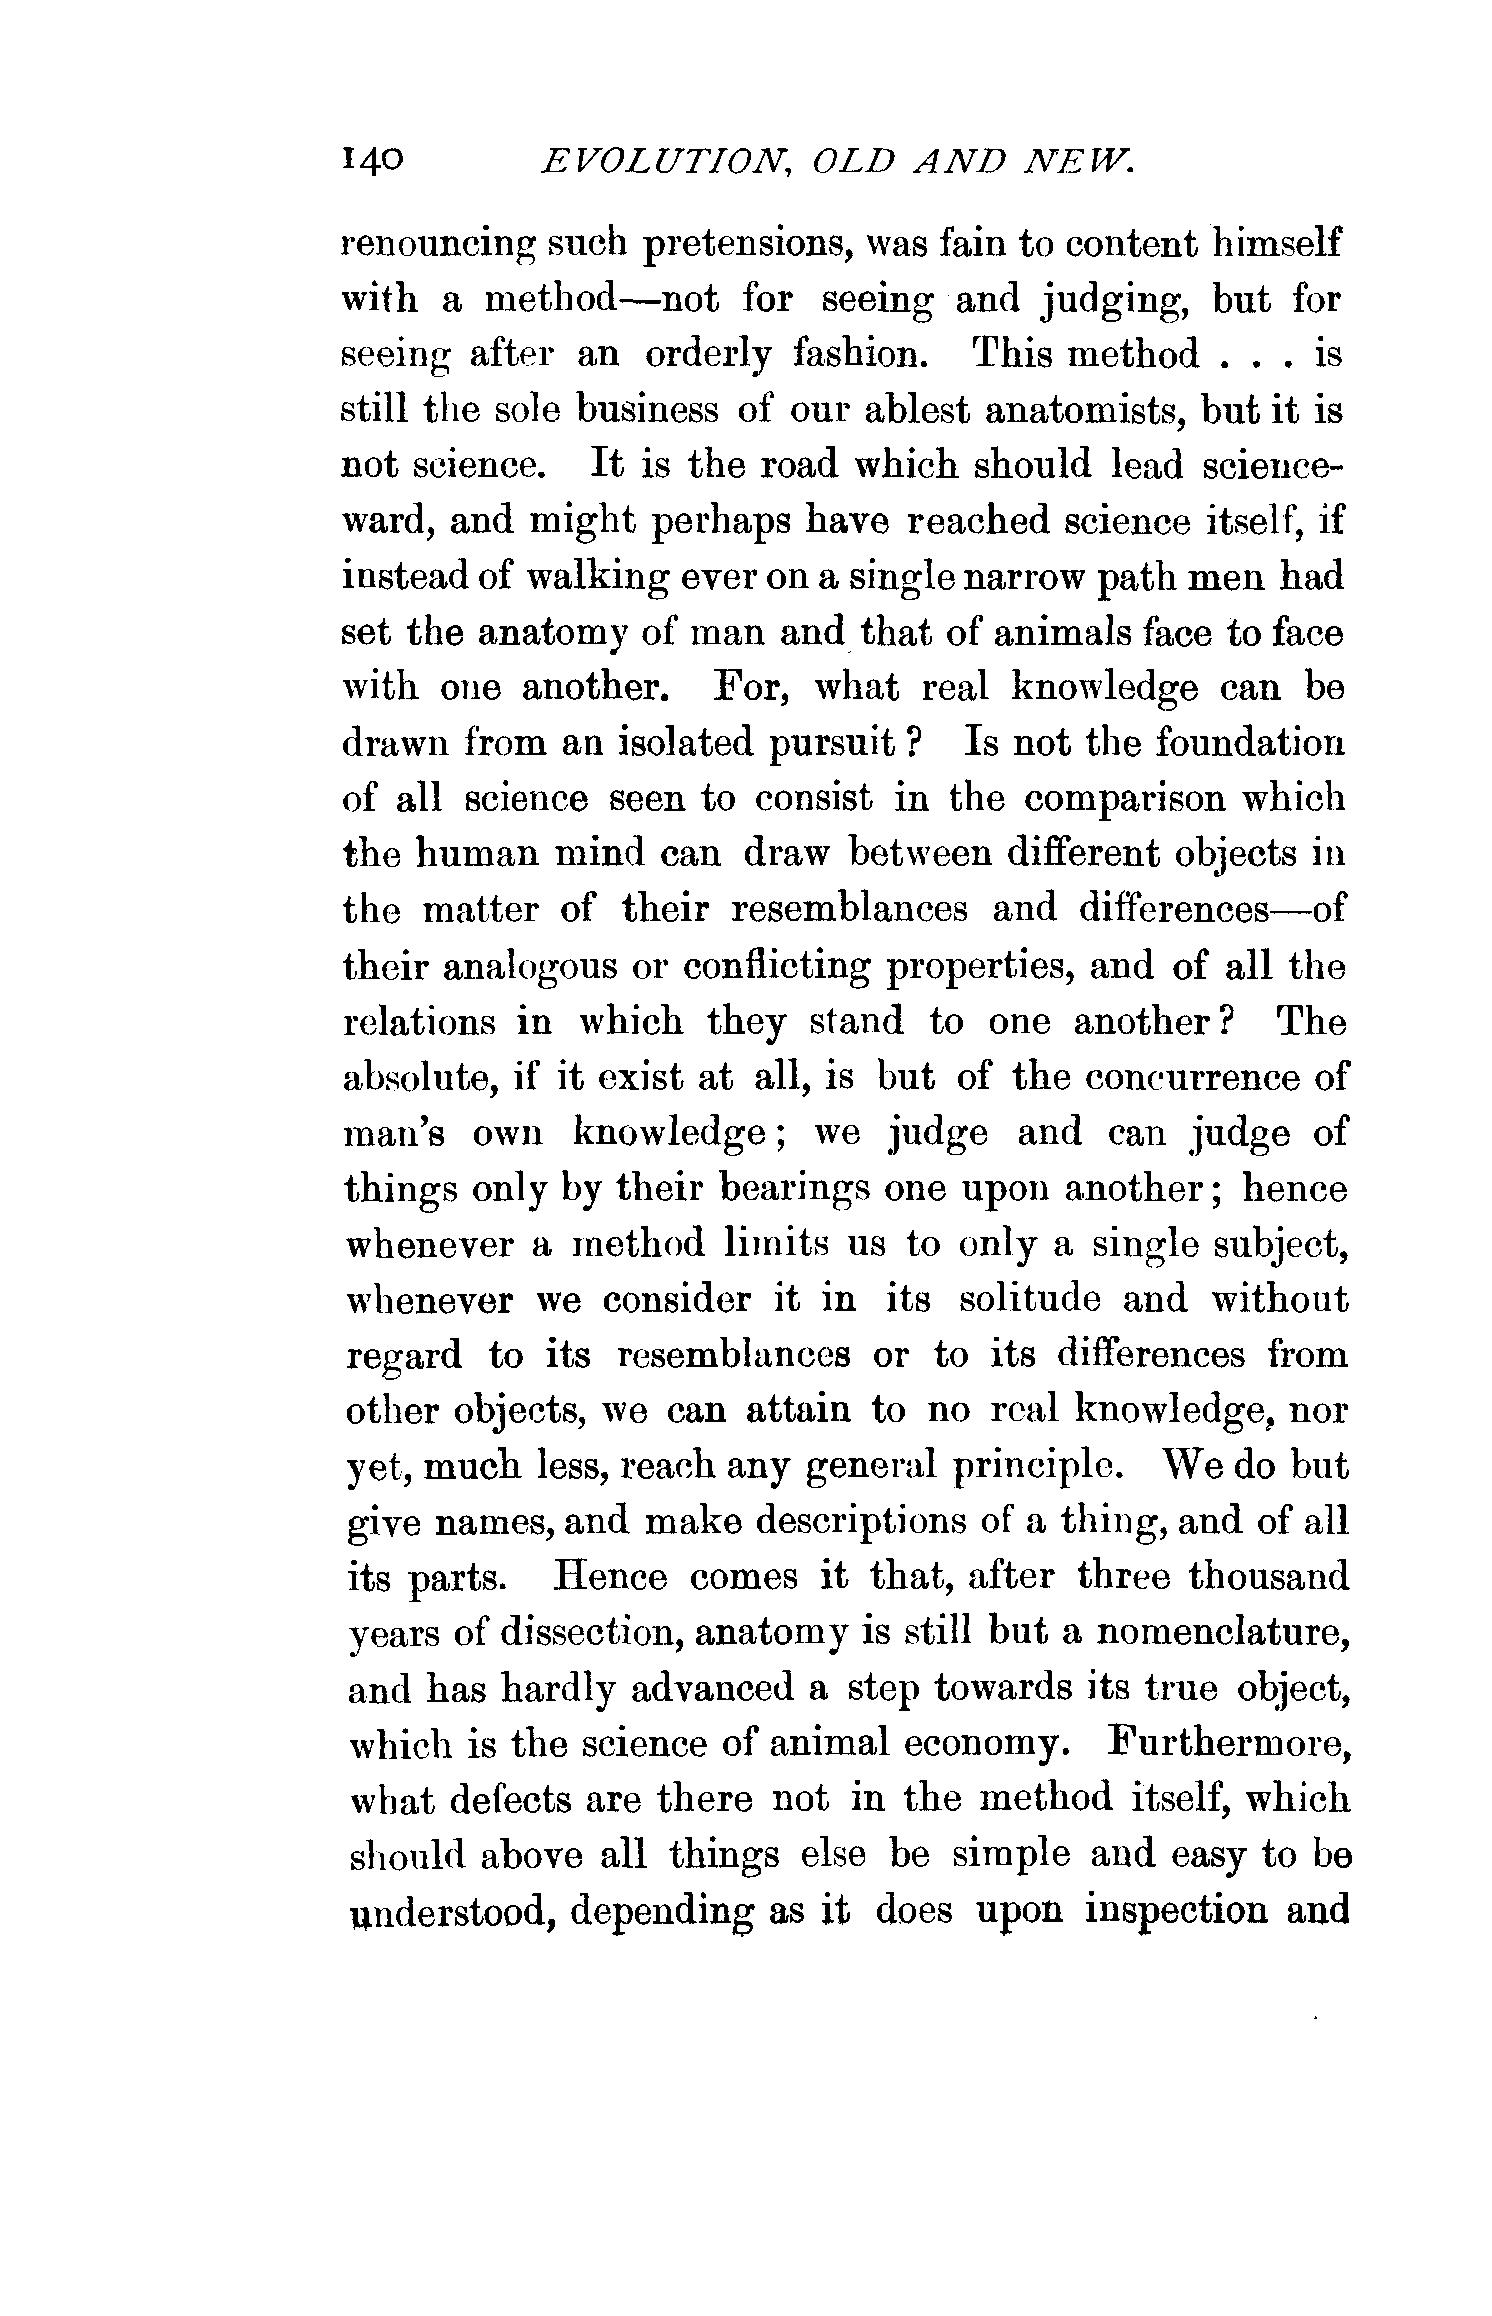 140 EVOLUTION, OLD AND NEW.
renouncing such pretensions, was fain to content himself
with a method—not for seeing and judging, but for
seeing after an orderly fashion. This method . . . is
still the sole business of our ablest anatomists, but it is
not science. It is the road which should lead science-
ward, and might perhaps have reached science itself, if
instead of walking ever on a single narrow path men had
set the anatomy of man and that of animals face to face
with one another. For, what real knowledge can be
drawn from an isolated pursuit ? Is not the foundation
of all science seen to consist in the comparison which
the human mind can draw between different objects in
the matter of their resemblances and differences—of
their analogous or conflicting properties, and of all the
relations in which they stand to one another ? The
absolute, if it exist at all, is but of the concurrence of
man's own knowledge ; we judge and can judge of
things only by their bearings one upon another ; hence
whenever a method limits us to only a single subject,
whenever we consider it in its solitude and without
regard to its resemblances or to its differences from
other objects, we can attain to no real knowledge, nor
yet, much less, reach any general principle. We do but
give names, and make descriptions of a thing, and of all
its parts. Hence comes it that, after three thousand
years of dissection, anatomy is still but a nomenclature,
and has hardly advanced a step towards its true object,
which is the science of animal economy. Furthermore,
what defects are there not in the method itself, which
should above all things else be simple and easy to be
understood, depending as it does upon inspection and